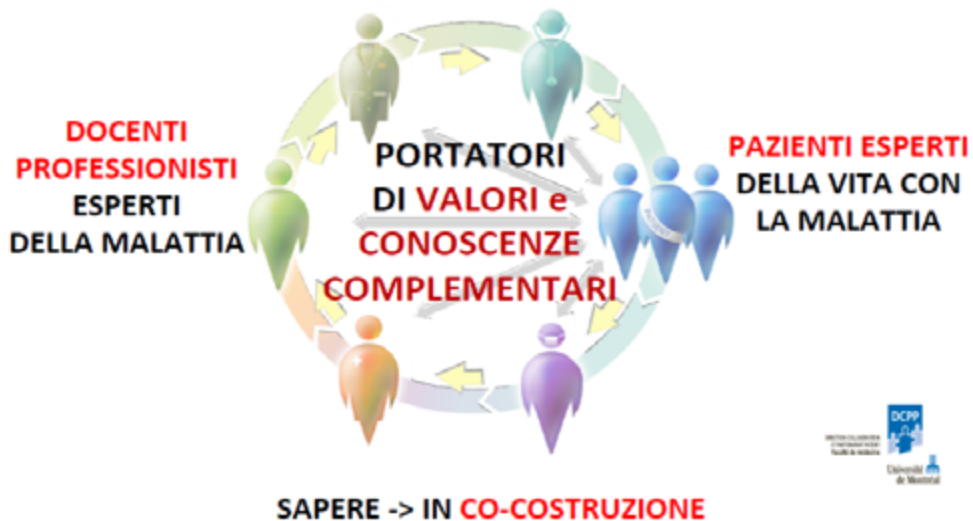 DOCENTI
PROFESSIONISTI
ESPERTI
DELLA MALATTIA
PORTATORI
DI VALORI e
CONOSCENZE
COMPLEMENTARI
PAZIENTI ESPERTI
DELLA VITA CON
LA MALATTIA
DCPP
Université
de Montréal
SAPERE -> IN CO-COSTRUZIONE